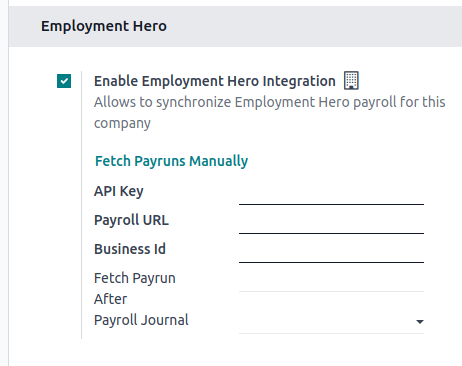 Employment Hero
Enable Employment Hero Integration
Allows to synchronize Employment Hero payroll for this
company
Fetch Payruns Manually
API Key
Payroll URL
Business Id
Fetch Payrun
After
Payroll Journal